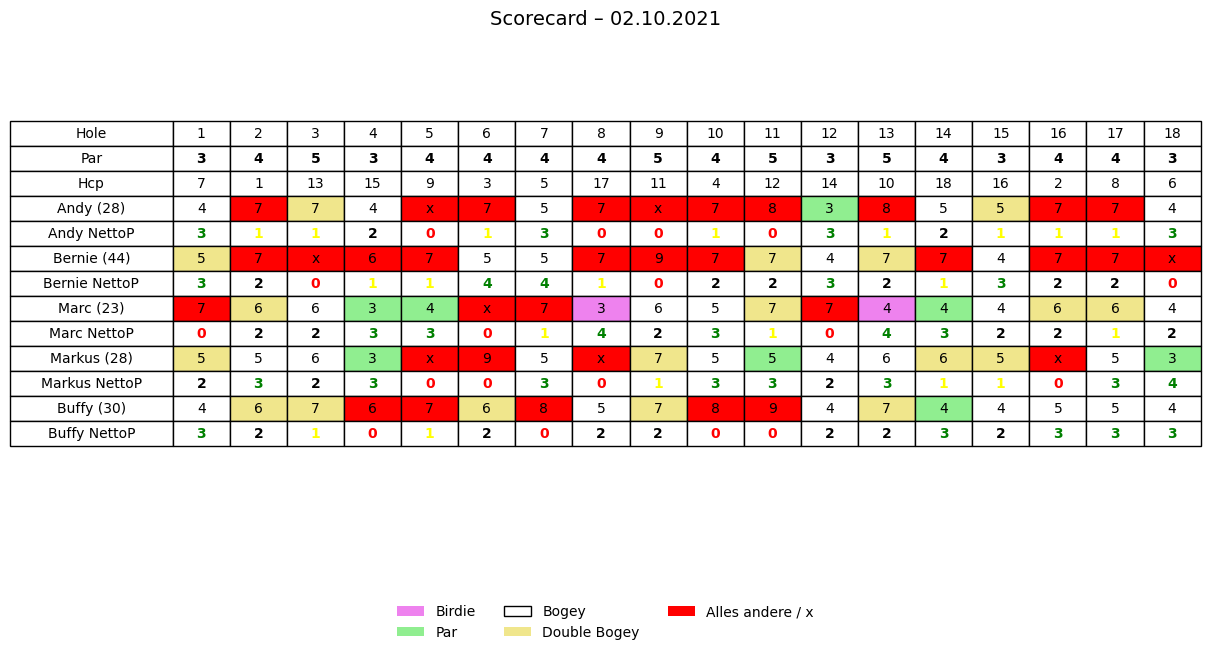 Scorecard – 02.10.2021
Hole 1 2 3 4 5 6 7 8 9 10 11 12 13 14 15 16 17 18
Par 3 4 5 3 4 4 4 4 5 4 5 3 5 4 3 4 4 3
Hcp 7 1 13 15 9 3 5 17 11 4 12 14 10 18 16 2 8 6
Andy (28) 4 7 7 4 x 7 5 7 x 7 8 3 8 5 5 7 7 4
Andy NettoP 3 1 1 2 0 1 3 0 0 1 0 3 1 2 1 1 1 3
Bernie (44) 5 7 x 6 7 5 5 7 9 7 7 4 7 7 4 7 7 x
Bernie NettoP 3 2 0 1 1 4 4 1 0 2 2 3 2 1 3 2 2 0
Marc (23) 7 6 6 3 4 x 7 3 6 5 7 7 4 4 4 6 6 4
Marc NettoP 0 2 2 3 3 0 1 4 2 3 1 0 4 3 2 2 1 2
Markus (28) 5 5 6 3 x 9 5 x 7 5 5 4 6 6 5 x 5 3
Markus NettoP 2 3 2 3 0 0 3 0 1 3 3 2 3 1 1 0 3 4
Buffy (30) 4 6 7 6 7 6 8 5 7 8 9 4 7 4 4 5 5 4
Buffy NettoP 3 2 1 0 1 2 0 2 2 0 0 2 2 3 2 3 3 3
Birdie Bogey Alles andere / x
Par Double Bogey